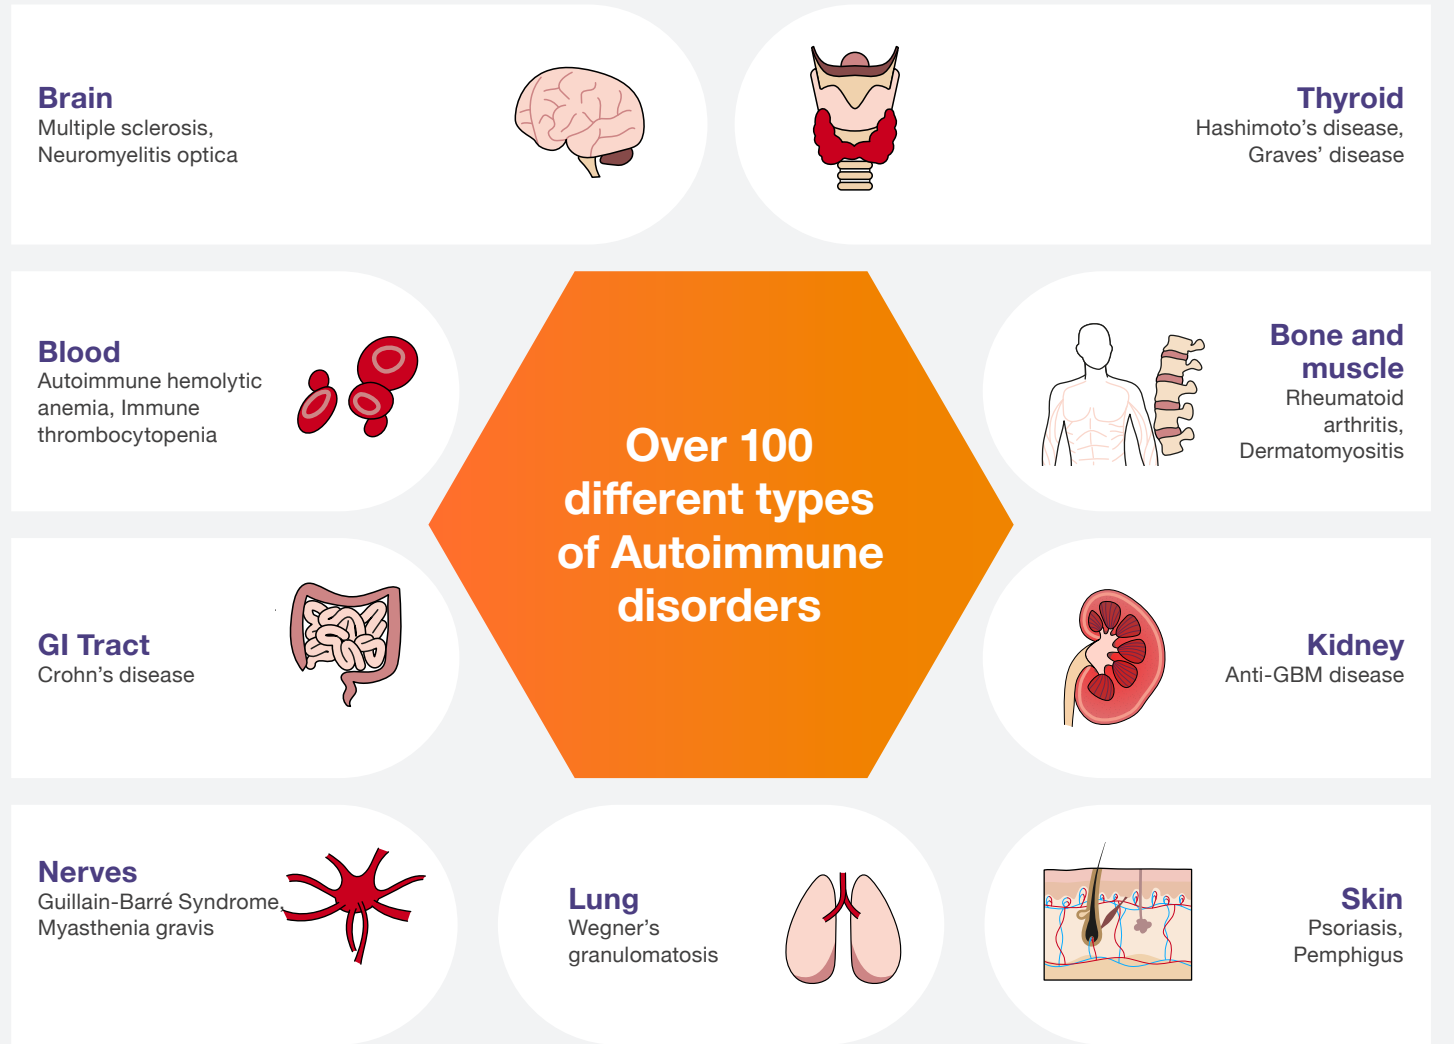 Brain
Multiple sclerosis,
Neuromyelitis optica
Thyroid
Hashimoto’s disease,
Graves’ disease
Blood
Autoimmune hemolytic
anemia, Immune
thrombocytopenia
Over 100
different types
of Autoimmune
disorders
Bone and
muscle
Rheumatoid
arthritis,
Dermatomyositis
GI Tract
Crohn’s disease
Kidney
Anti-GBM disease
Nerves
Guillain-Barré Syndrome,
Myasthenia gravis
Lung
Wegner’s
granulomatosis
Skin
Psoriasis,
Pemphigus